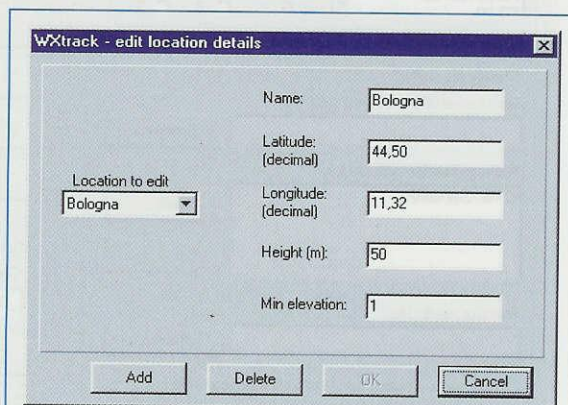 WXtrack - edit location details
Name: Bologna
Latitude: (decimal) 44,50
Location to edit
Bologna
Longitude: (decimal) 11,32
Height (m): 50
Min elevation: 1
Add Delete OK Cancel